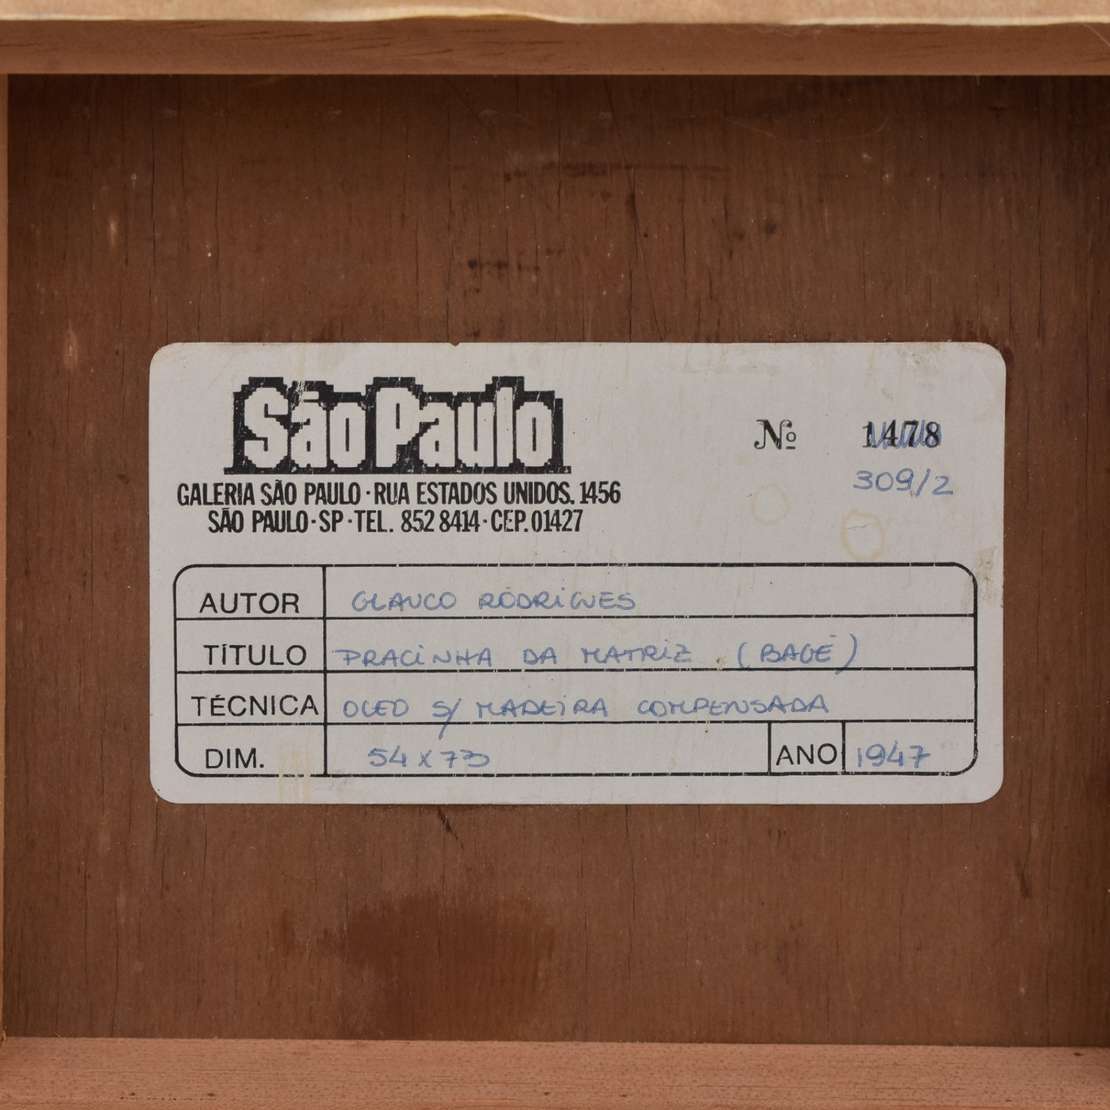 São Paulo
GALERIA SÃO PAULO · RUA ESTADOS UNIDOS. 1456
SÃO PAULO · SP · TEL. 852 8414 · CEP. 01427
Nº 1478
309/2
AUTOR GLAUCO RODRIGUES
TÍTULO PRACINHA DA MATRIZ (BAGÉ)
TÉCNICA OLEO S/ MADEIRA COMPENSADA
DIM. 54 x 73 ANO 1947